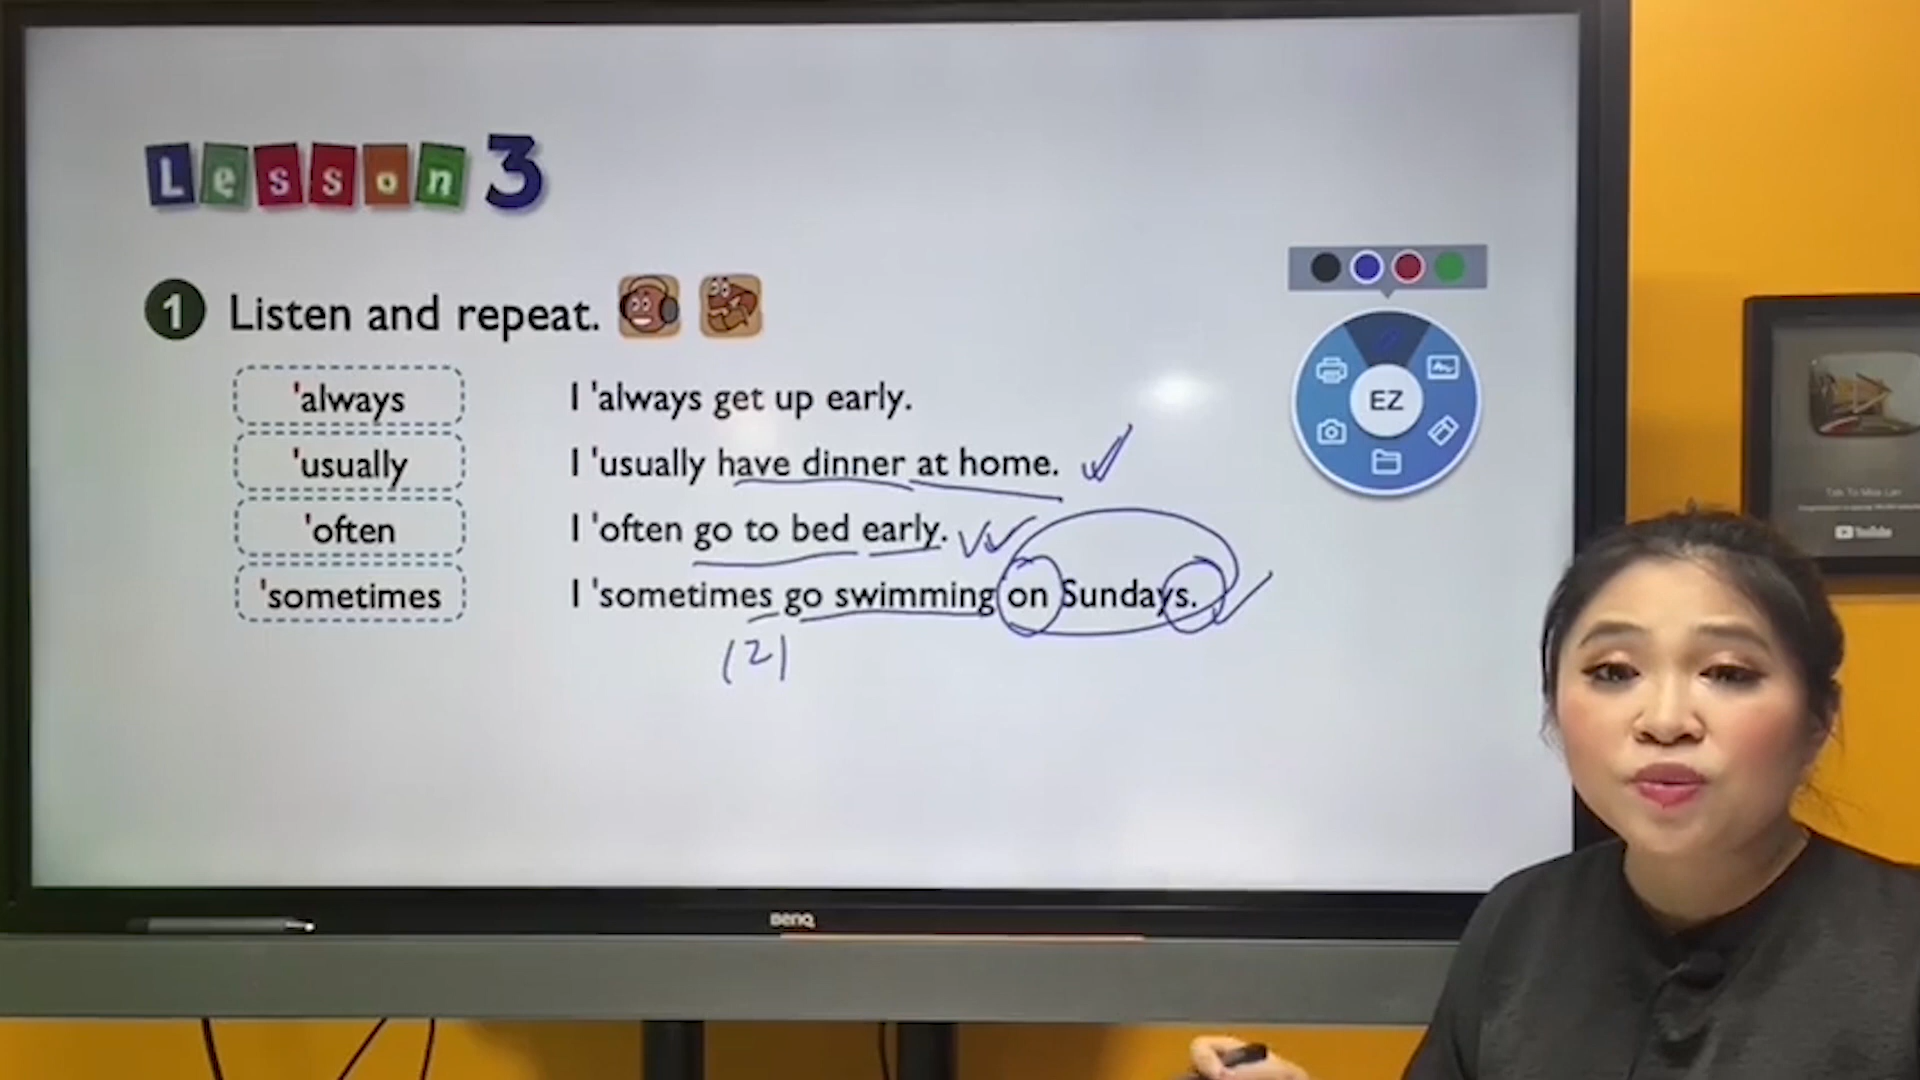 Lesson 3
1 Listen and repeat.
'always I 'always get up early.
'usually I 'usually have dinner at home.
'often I 'often go to bed early.
'sometimes I 'sometimes go swimming on Sundays.
(2)
EZ
BenQ
YouTube